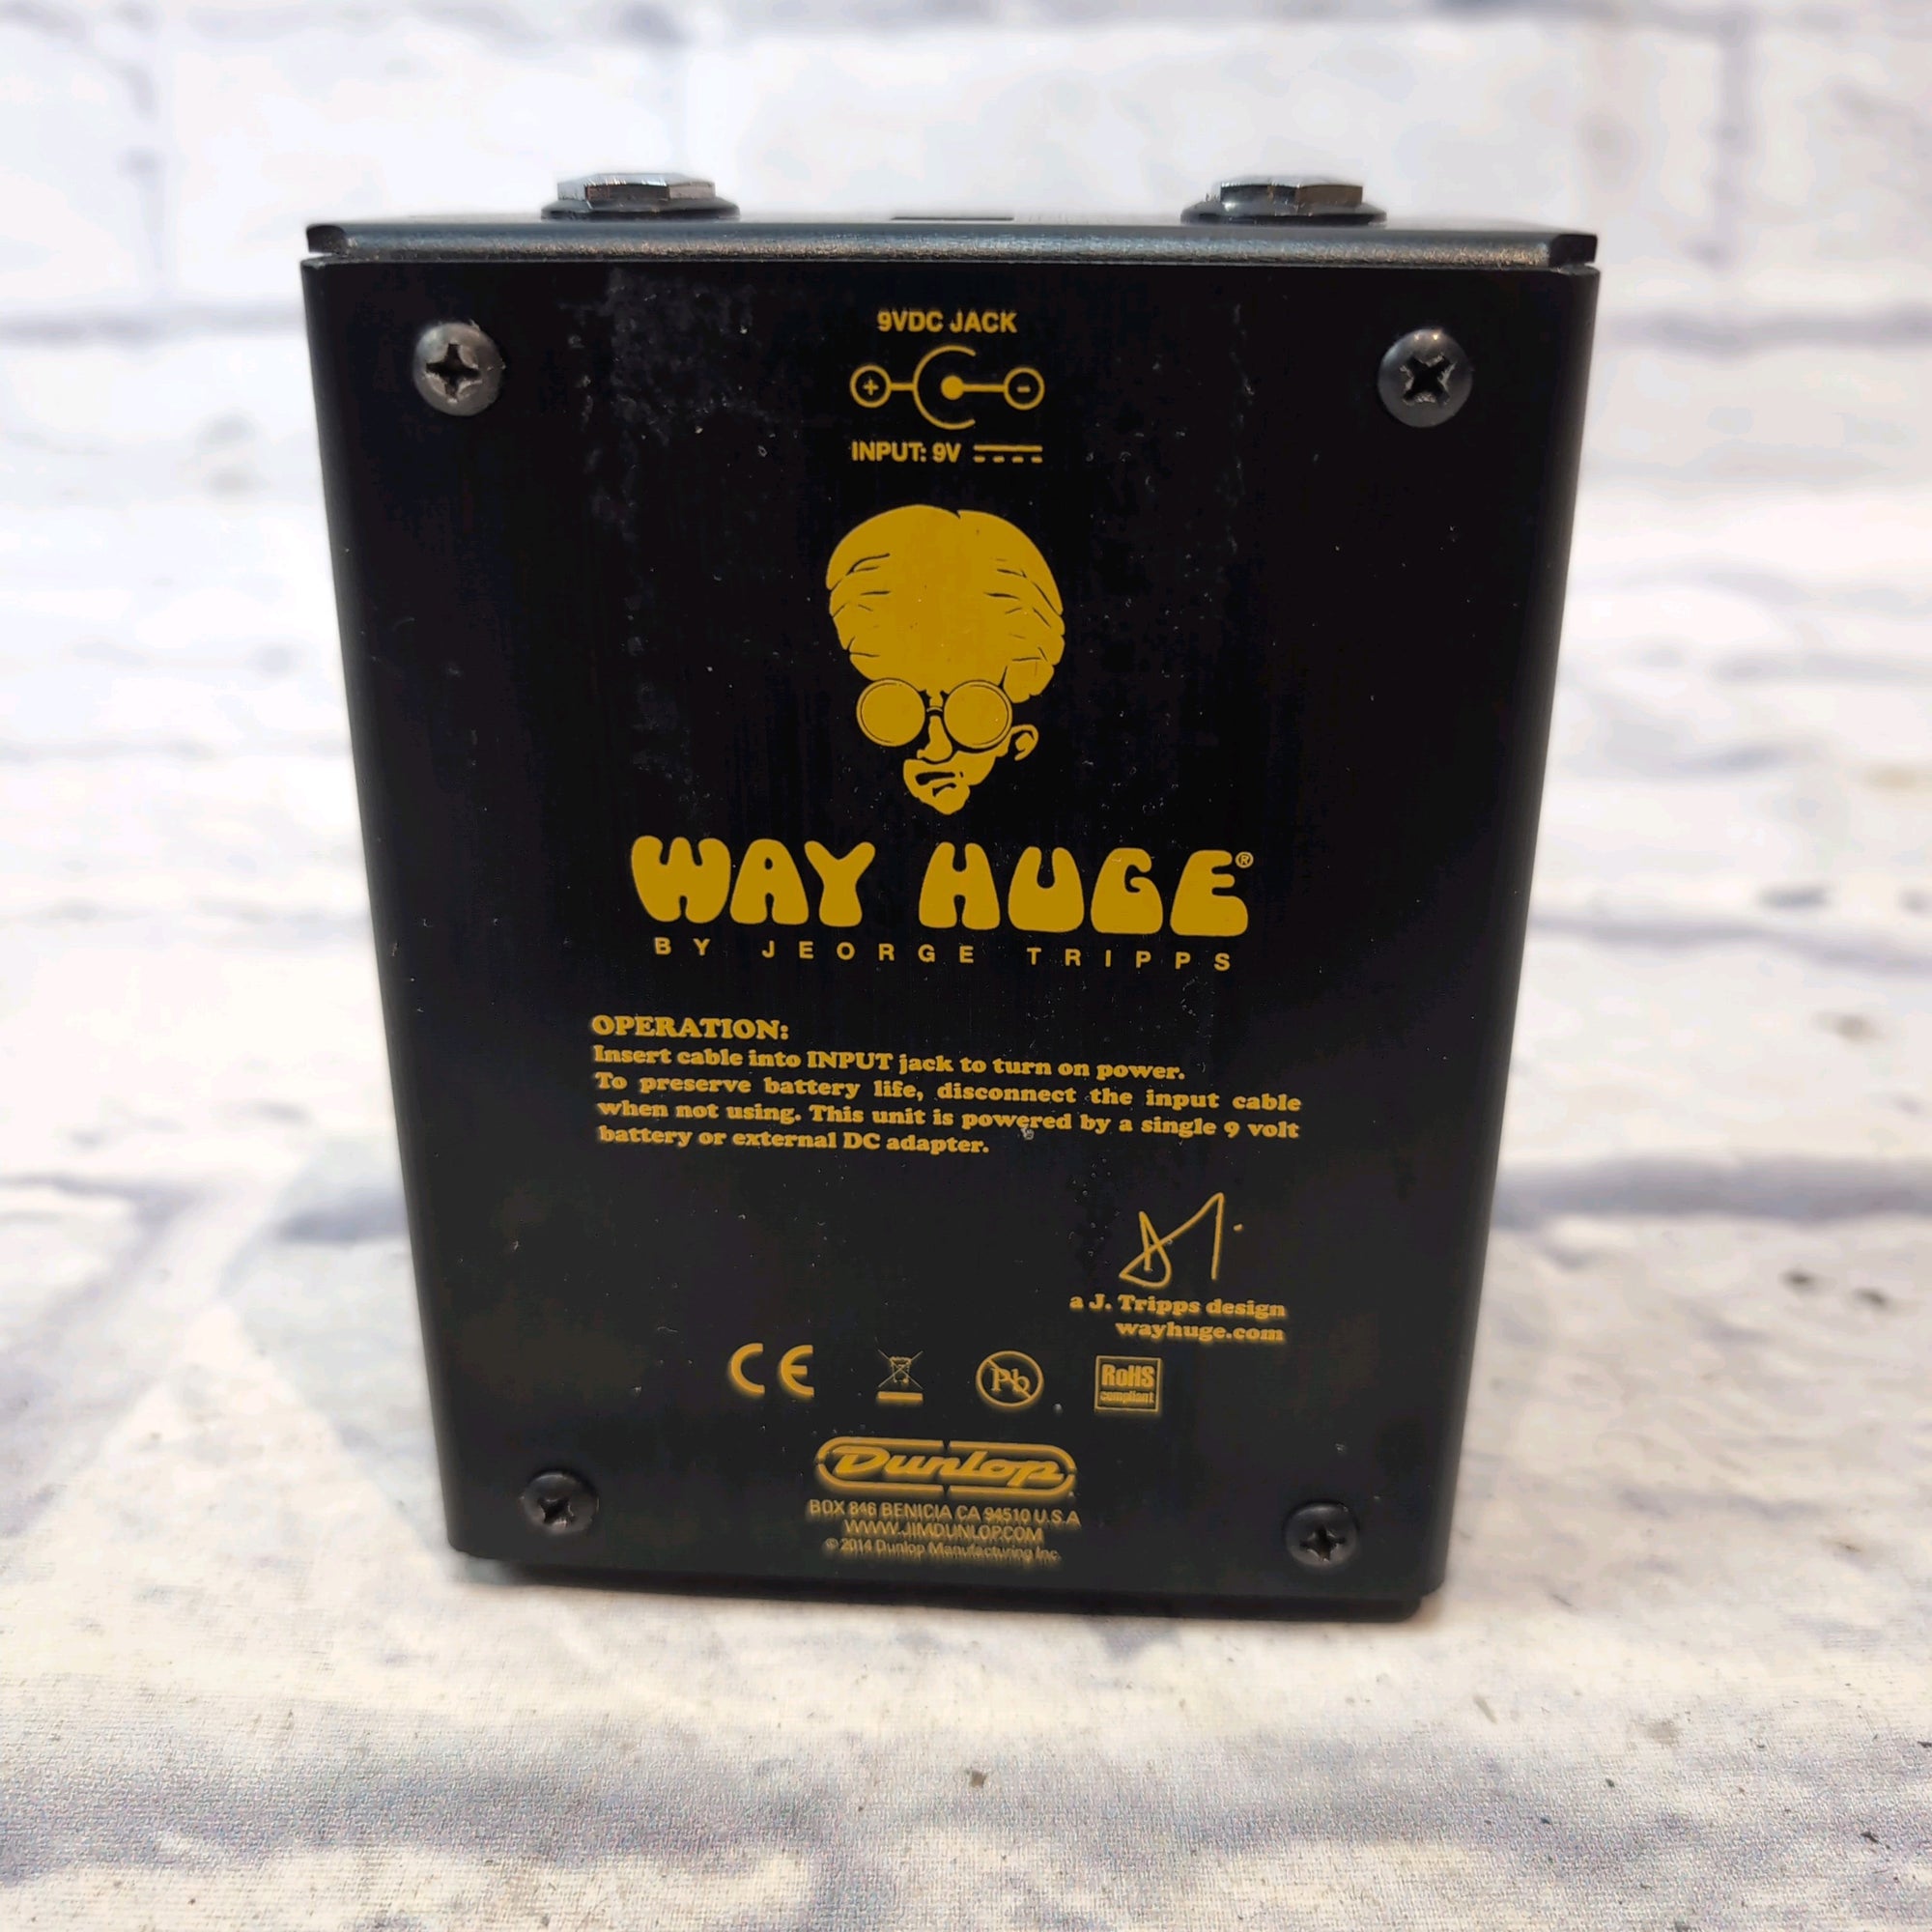 9VDC JACK
+ -
INPUT: 9V
WAY HUGE®
BY JEORGE TRIPPS
OPERATION:
Insert cable into INPUT jack to turn on power.
To preserve battery life, disconnect the input cable
when not using. This unit is powered by a single 9 volt
battery or external DC adapter.
a J. Tripps design
wayhuge.com
CE Pb RoHS
compliant
Dunlop
BOX 846 BENICIA CA 94510 U.S.A
WWW.JIMDUNLOP.COM
© 2014 Dunlop Manufacturing Inc.